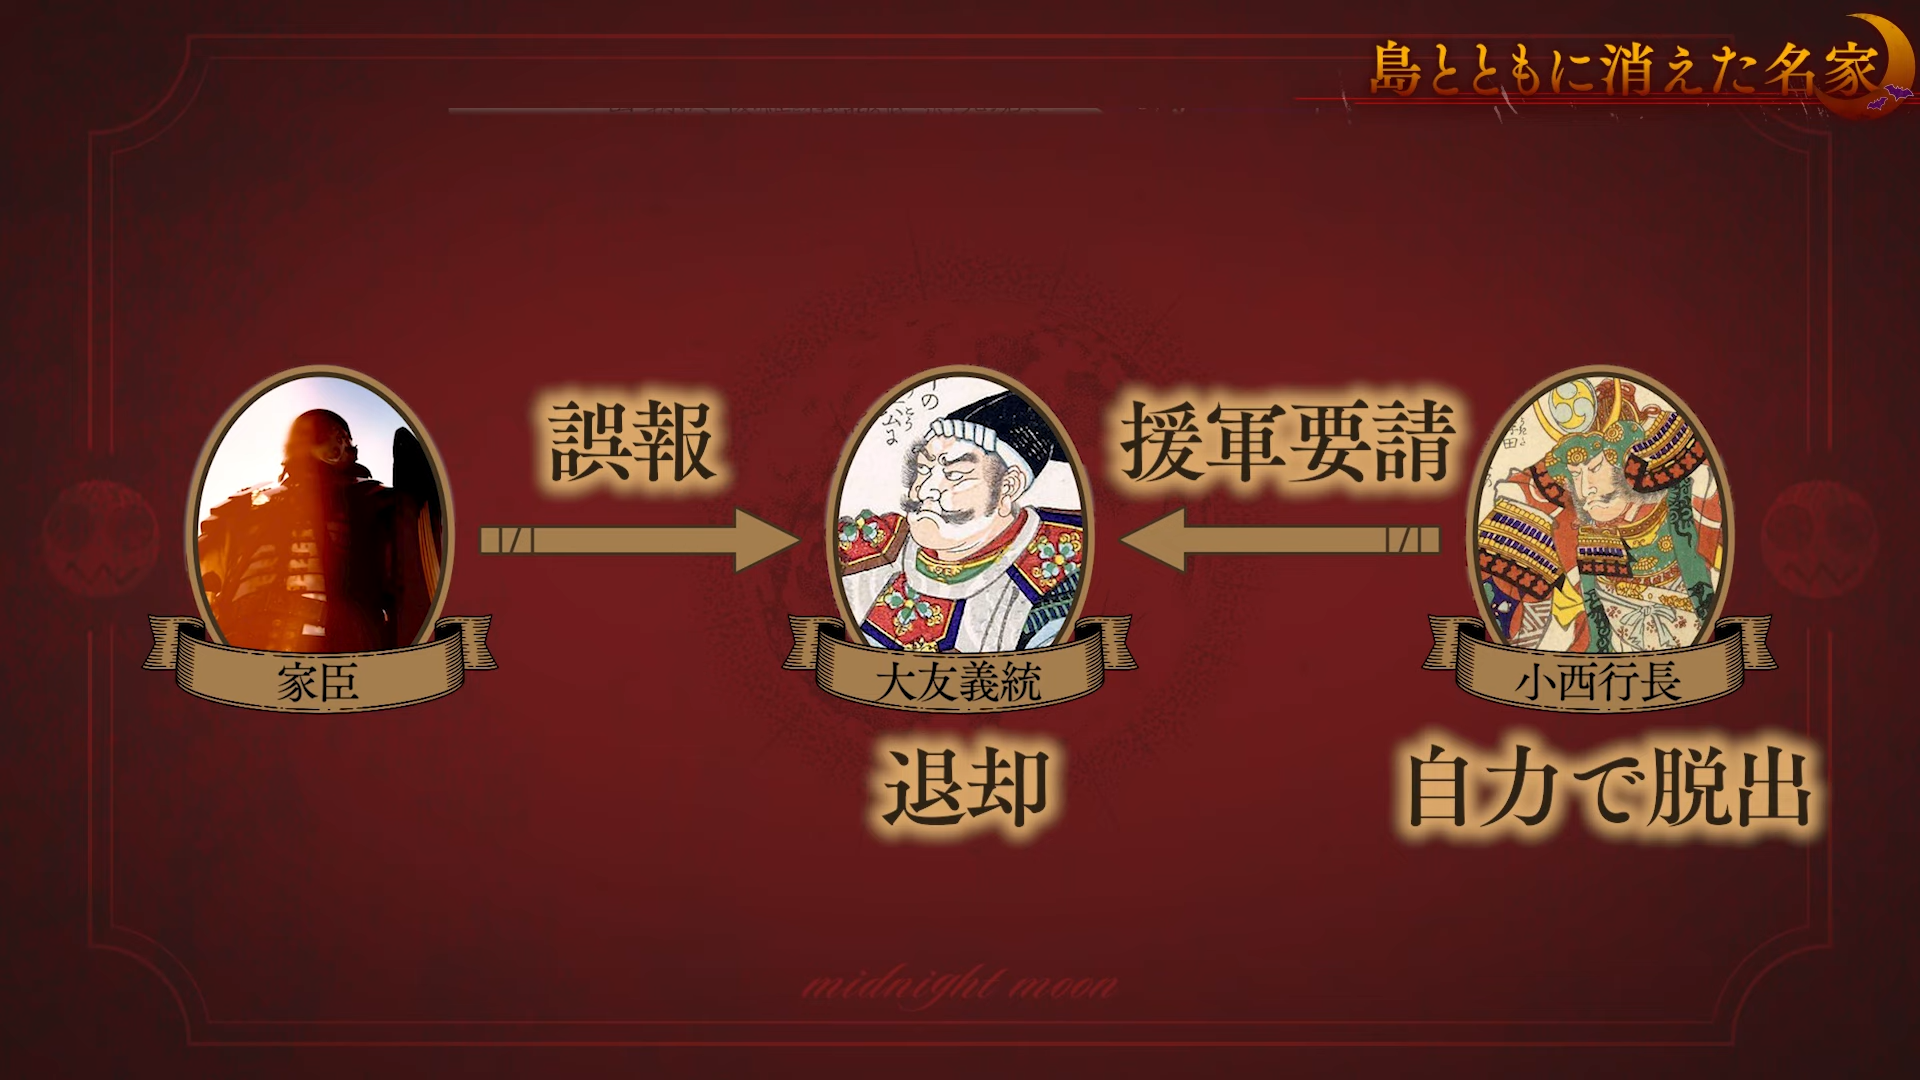 島とともに消えた名家
誤報
援軍要請
家臣
大友義統
小西行長
退却
自力で脱出
midnight moon